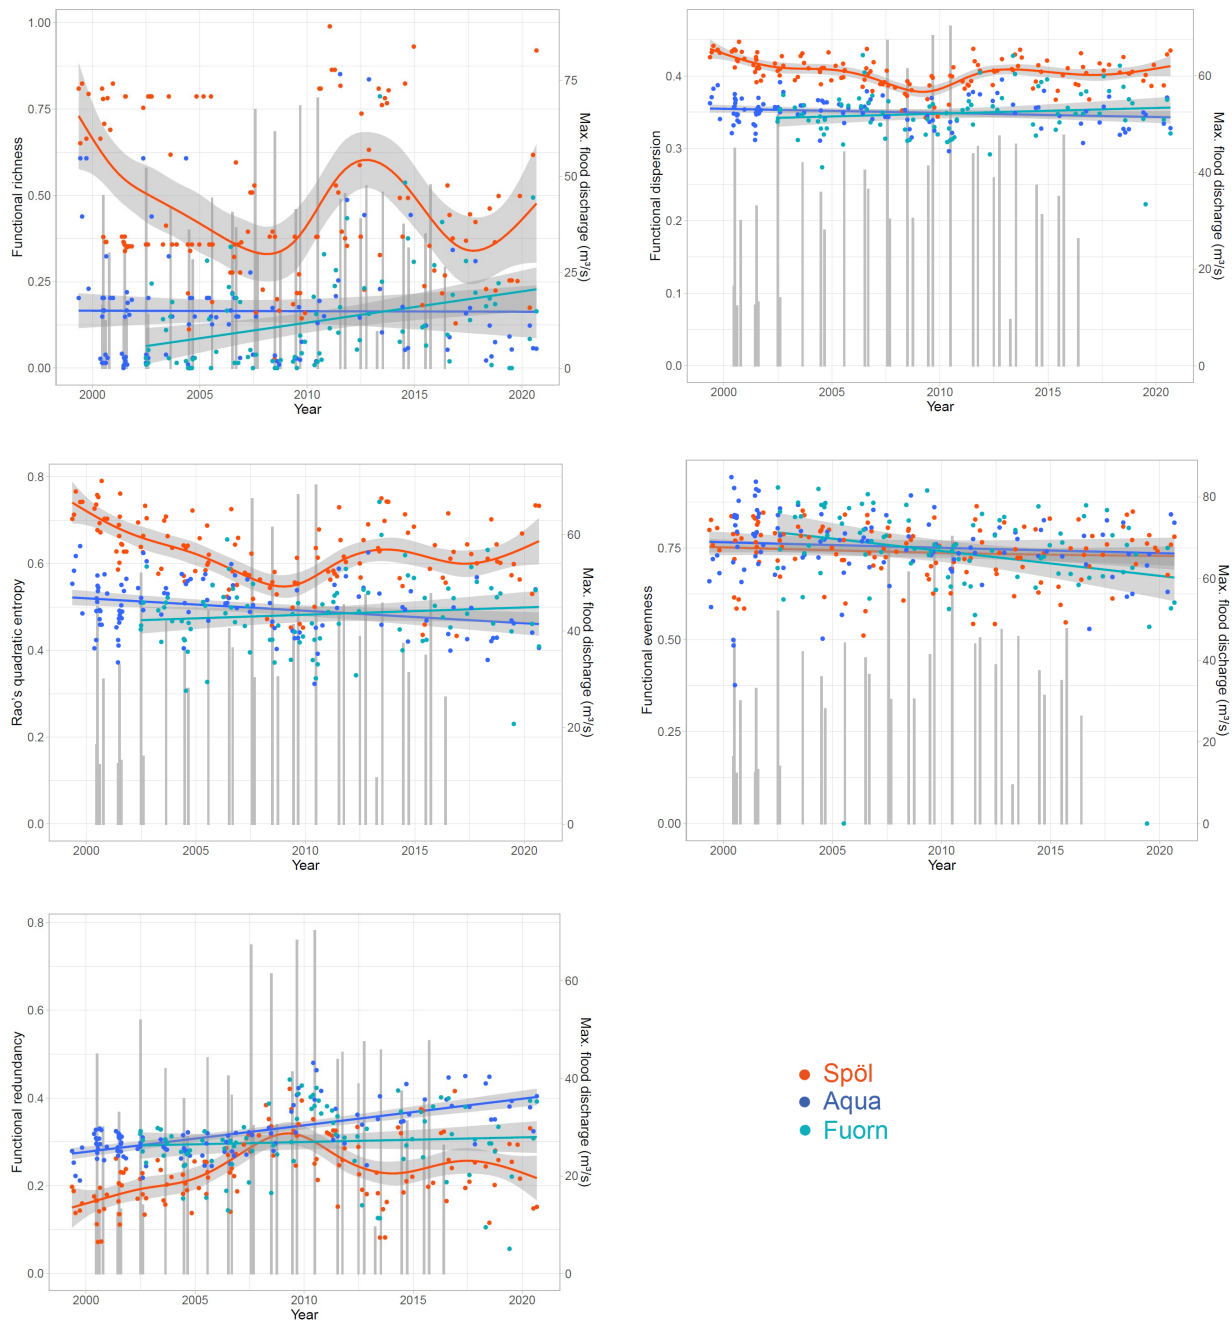 Functional richness
1.00
0.75
0.50
0.25
0.00
75
50
25
0
Max. flood discharge (m³/s)
2000 2005 2010 2015 2020
Year
Functional dispersion
0.4
0.3
0.2
0.1
0.0
60
40
20
0
Max. flood discharge (m³/s)
2000 2005 2010 2015 2020
Year
Rao's quadratic entropy
0.8
0.6
0.4
0.2
0.0
60
40
20
0
Max. flood discharge (m³/s)
2000 2005 2010 2015 2020
Year
Functional evenness
0.75
0.50
0.25
0.00
80
60
40
20
0
Max. flood discharge (m³/s)
2000 2005 2010 2015 2020
Year
Functional redundancy
0.8
0.6
0.4
0.2
0.0
60
40
20
0
Max. flood discharge (m³/s)
2000 2005 2010 2015 2020
Year
Spöl
Aqua
Fuorn